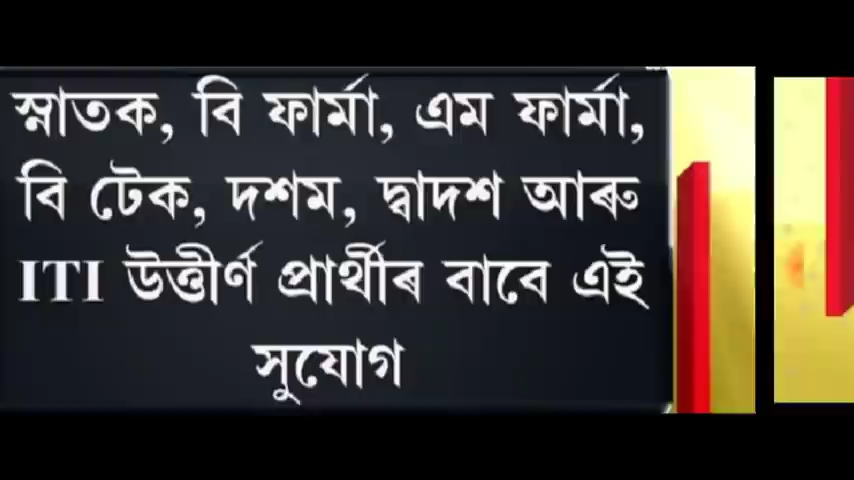 স্নাতক, বি ফাৰ্মা, এম ফাৰ্মা,
বি টেক, দশম, দ্বাদশ আৰু
ITI উত্তীৰ্ণ প্ৰাৰ্থীৰ বাবে এই
সুযোগ